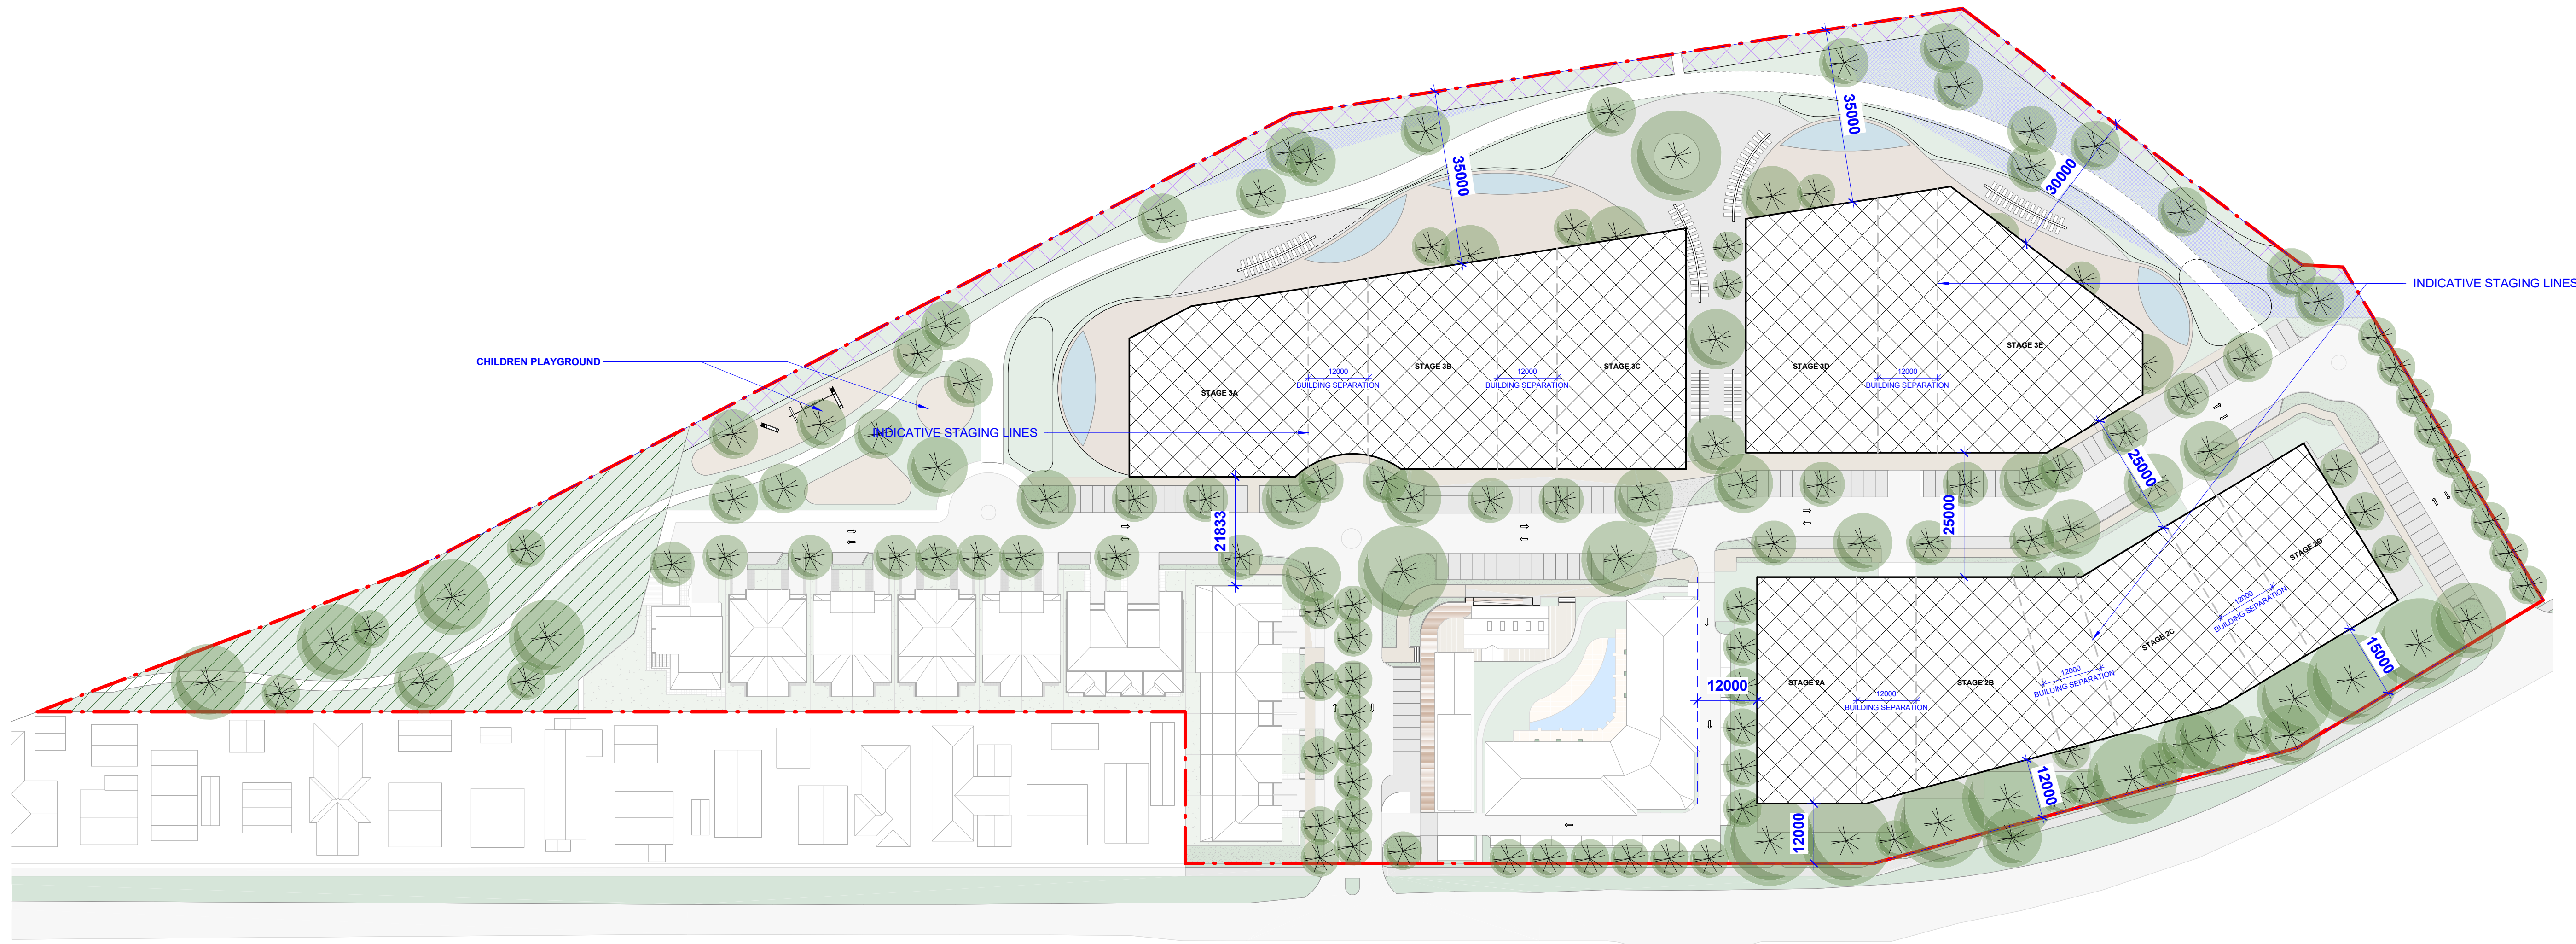 35000
35000
30000
INDICATIVE STAGING LINES
CHILDREN PLAYGROUND
STAGE 3A
12000
BUILDING SEPARATION
STAGE 3B
12000
BUILDING SEPARATION
STAGE 3C
STAGE 3D
12000
BUILDING SEPARATION
STAGE 3E
INDICATIVE STAGING LINES
21833
25000
25000
STAGE 2A
12000
BUILDING SEPARATION
STAGE 2B
12000
BUILDING SEPARATION
STAGE 2C
12000
BUILDING SEPARATION
STAGE 2D
15000
12000
12000
12000